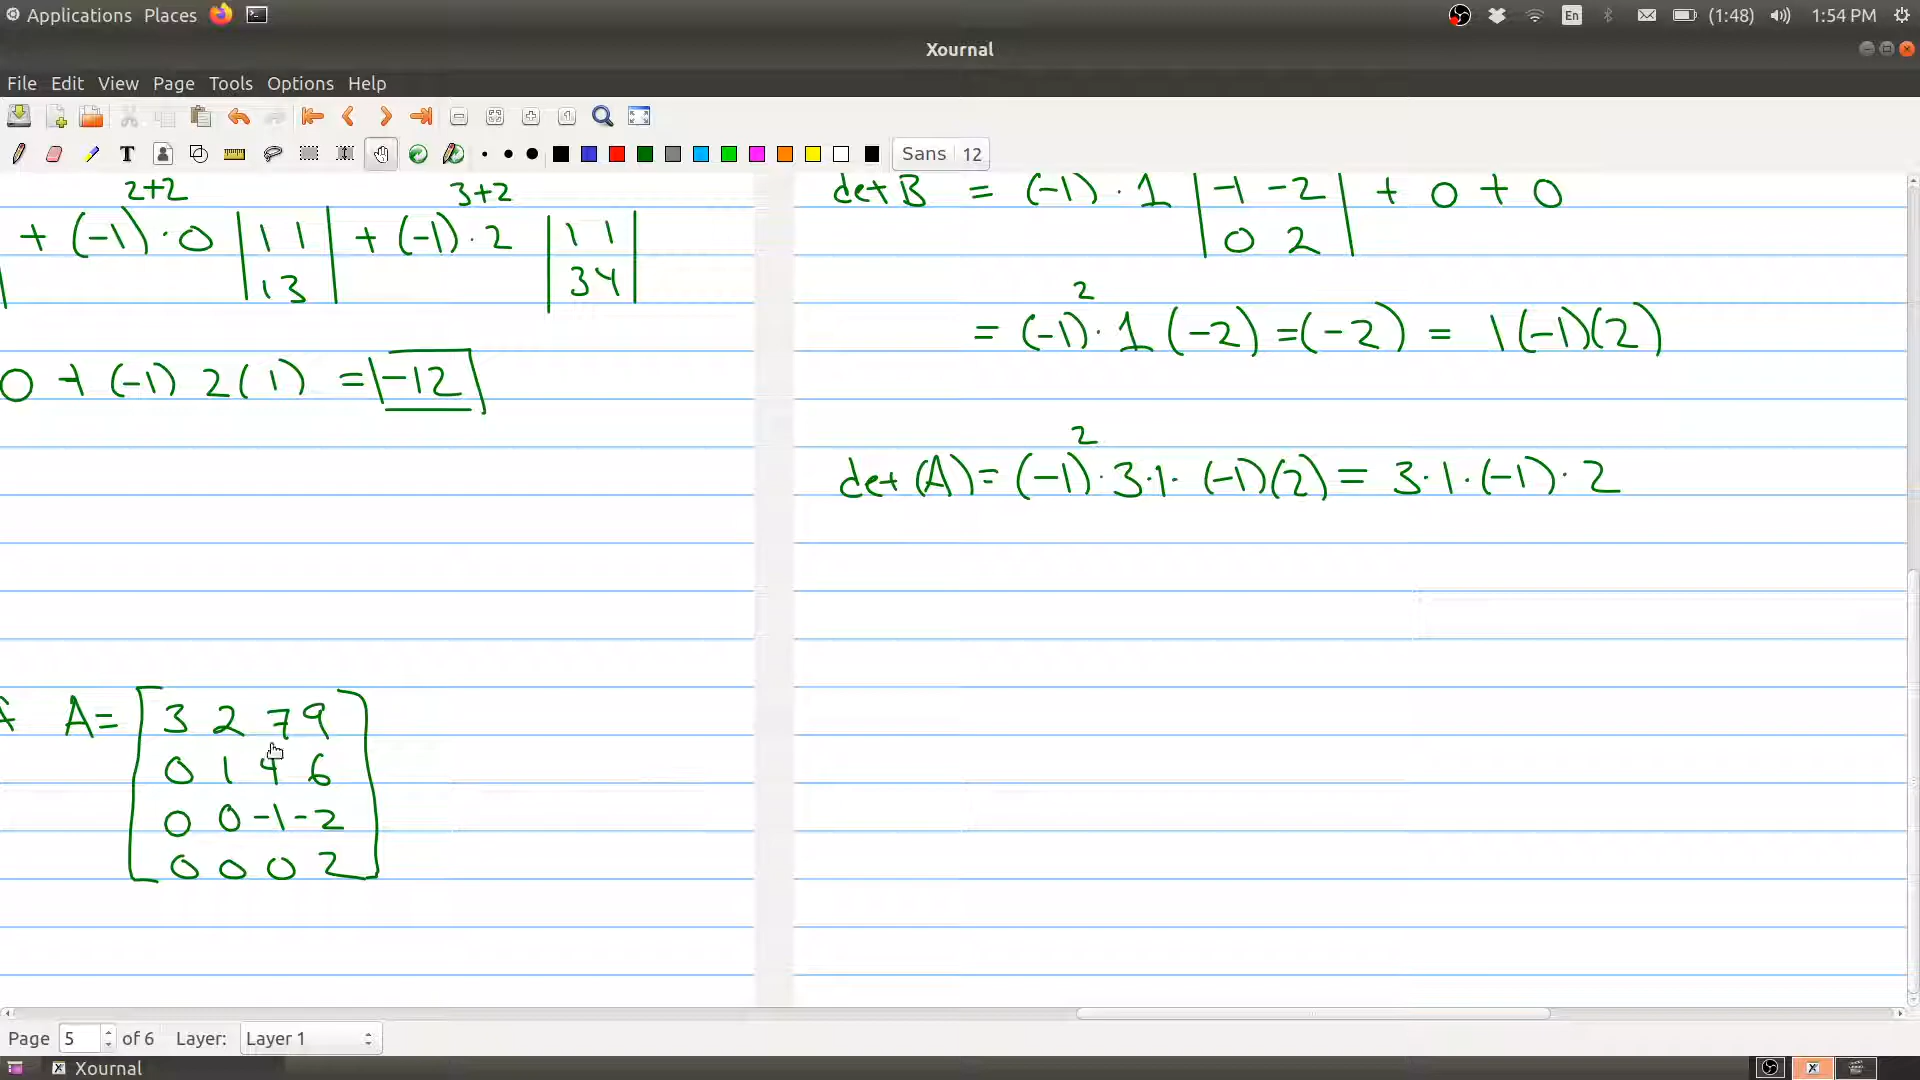 Applications Places En (1:48) 1:54 PM
Xournal
File Edit View Page Tools Options Help
Sans 12
2+2 3+2
+ (-1) · 0 | 1 1 | + (-1) · 2 | 1 1 |
| 1 3 | | 3 4 |
0 + (-1) 2 ( 1 ) = -12
A = [ 3 2 7 9
0 1 4 6
0 0 -1 -2
0 0 0 2 ]
det B = (-1) · 1 | -1 -2 | + 0 + 0
| 0 2 |
= (-1)² · 1 (-2) = (-2) = 1 (-1)(2)
det (A) = (-1)² · 3 · 1 · (-1)(2) = 3 · 1 · (-1) · 2
Page 5 of 6 Layer: Layer 1
Xournal